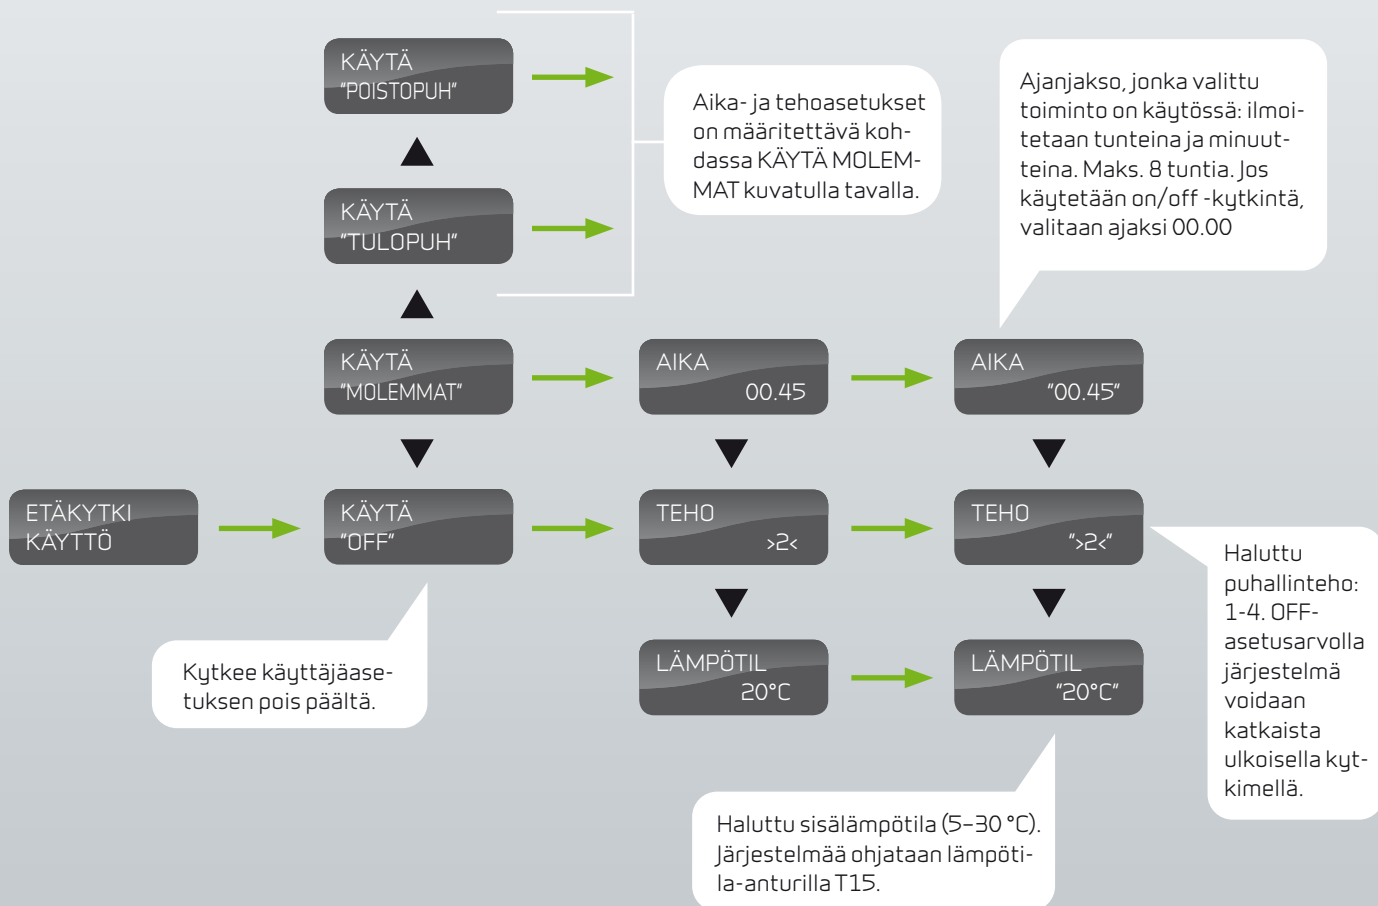 KÄYTÄ
"POISTOPUH"
Aika- ja tehoasetukset
on määritettävä koh-
dassa KÄYTÄ MOLEM-
MAT kuvatulla tavalla.
Ajanjakso, jonka valittu
toiminto on käytössä: ilmoi-
tetaan tunteina ja minuut-
teina. Maks. 8 tuntia. Jos
käytetään on/off -kytkintä,
valitaan ajaksi 00.00
KÄYTÄ
"TULOPUH"
KÄYTÄ
"MOLEMMAT"
AIKA
00.45
AIKA
"00.45"
ETÄKYTKI
KÄYTTÖ
KÄYTÄ
"OFF"
TEHO
>2<
TEHO
">2<"
Haluttu
puhallinteho:
1-4. OFF-
asetusarvolla
järjestelmä
voidaan
katkaista
ulkoisella kyt-
kimellä.
Kytkee käyttäjäase-
tuksen pois päältä.
LÄMPÖTIL
20°C
LÄMPÖTIL
"20°C"
Haluttu sisälämpötila (5–30 °C).
Järjestelmää ohjataan lämpöti-
la-anturilla T15.